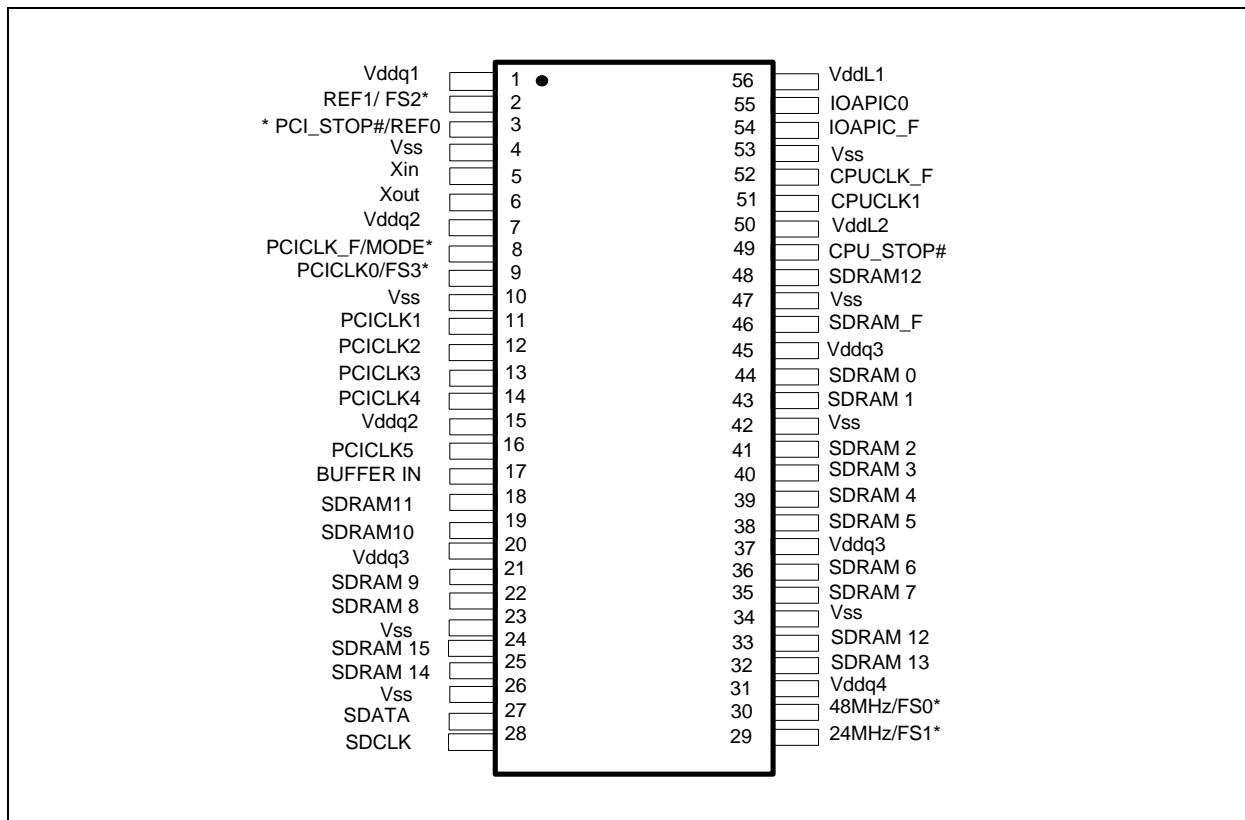 Vddq1 1 56 VddL1
REF1/ FS2* 2 55 IOAPIC0
* PCI_STOP#/REF0 3 54 IOAPIC_F
Vss 4 53 Vss
Xin 5 52 CPUCLK_F
Xout 6 51 CPUCLK1
Vddq2 7 50 VddL2
PCICLK_F/MODE* 8 49 CPU_STOP#
PCICLK0/FS3* 9 48 SDRAM12
Vss 10 47 Vss
PCICLK1 11 46 SDRAM_F
PCICLK2 12 45 Vddq3
PCICLK3 13 44 SDRAM 0
PCICLK4 14 43 SDRAM 1
Vddq2 15 42 Vss
PCICLK5 16 41 SDRAM 2
BUFFER IN 17 40 SDRAM 3
SDRAM11 18 39 SDRAM 4
SDRAM10 19 38 SDRAM 5
Vddq3 20 37 Vddq3
SDRAM 9 21 36 SDRAM 6
SDRAM 8 22 35 SDRAM 7
Vss 23 34 Vss
SDRAM 15 24 33 SDRAM 12
SDRAM 14 25 32 SDRAM 13
Vss 26 31 Vddq4
SDATA 27 30 48MHz/FS0*
SDCLK 28 29 24MHz/FS1*